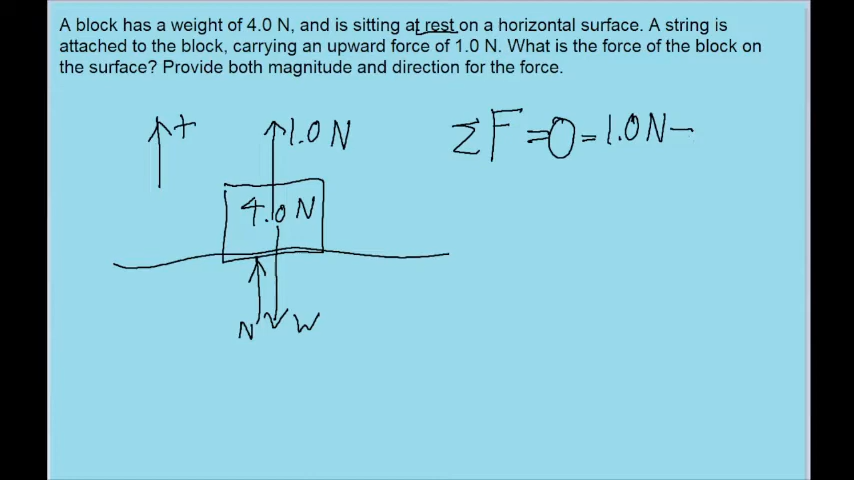 A block has a weight of 4.0 N, and is sitting at rest on a horizontal surface. A string is
attached to the block, carrying an upward force of 1.0 N. What is the force of the block on
the surface? Provide both magnitude and direction for the force.
+
1.0 N
ΣF = 0 = 1.0 N –
4.0 N
N
W